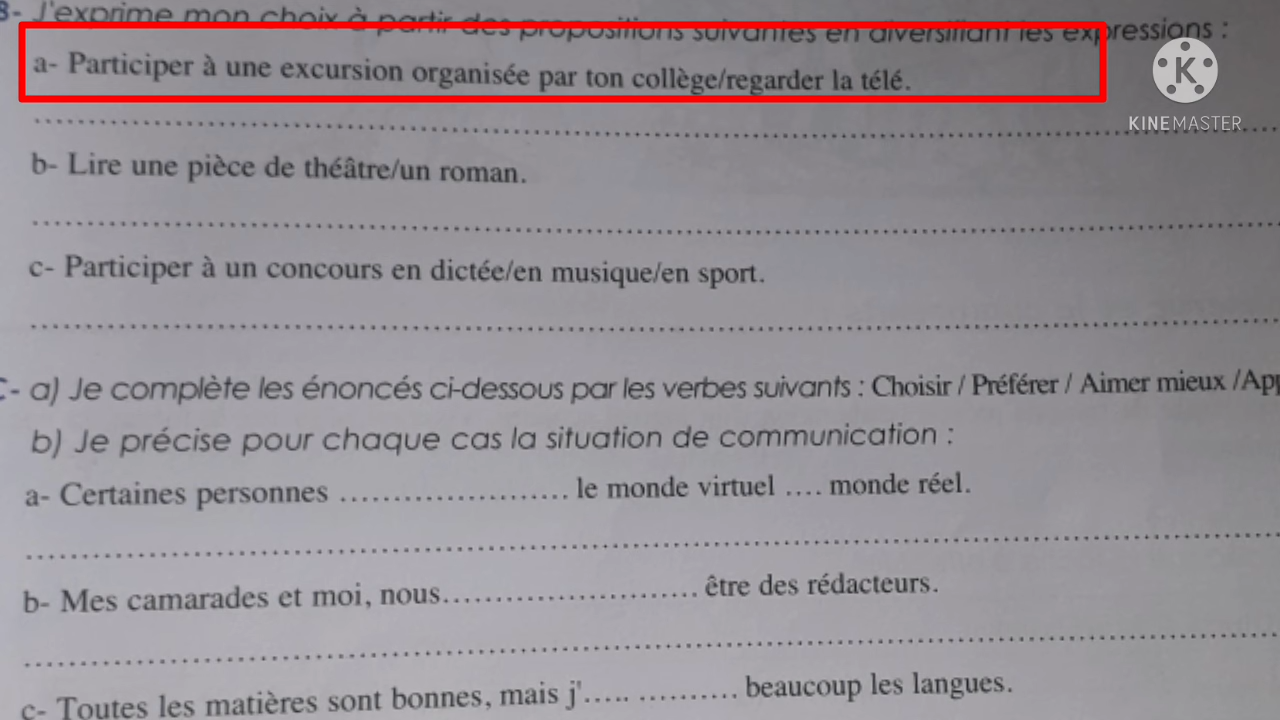 B- J'exprime mon choix à partir des propositions suivantes en diversifiant les expressions :
a- Participer à une excursion organisée par ton collège/regarder la télé.
KINEMASTER
b- Lire une pièce de théâtre/un roman.
c- Participer à un concours en dictée/en musique/en sport.
C- a) Je complète les énoncés ci-dessous par les verbes suivants : Choisir / Préférer / Aimer mieux /App
b) Je précise pour chaque cas la situation de communication :
a- Certaines personnes ..................... le monde virtuel .... monde réel.
b- Mes camarades et moi, nous........................ être des rédacteurs.
c- Toutes les matières sont bonnes, mais j'..... .......... beaucoup les langues.